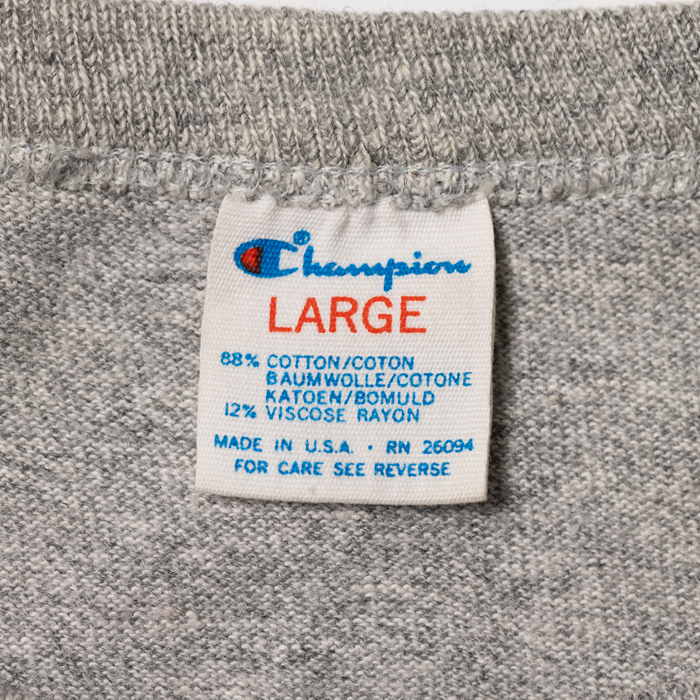 Champion®
LARGE
88% COTTON/COTON
BAUMWOLLE/COTONE
KATOEN/BOMULD
12% VISCOSE RAYON
MADE IN U.S.A. · RN 26094
FOR CARE SEE REVERSE